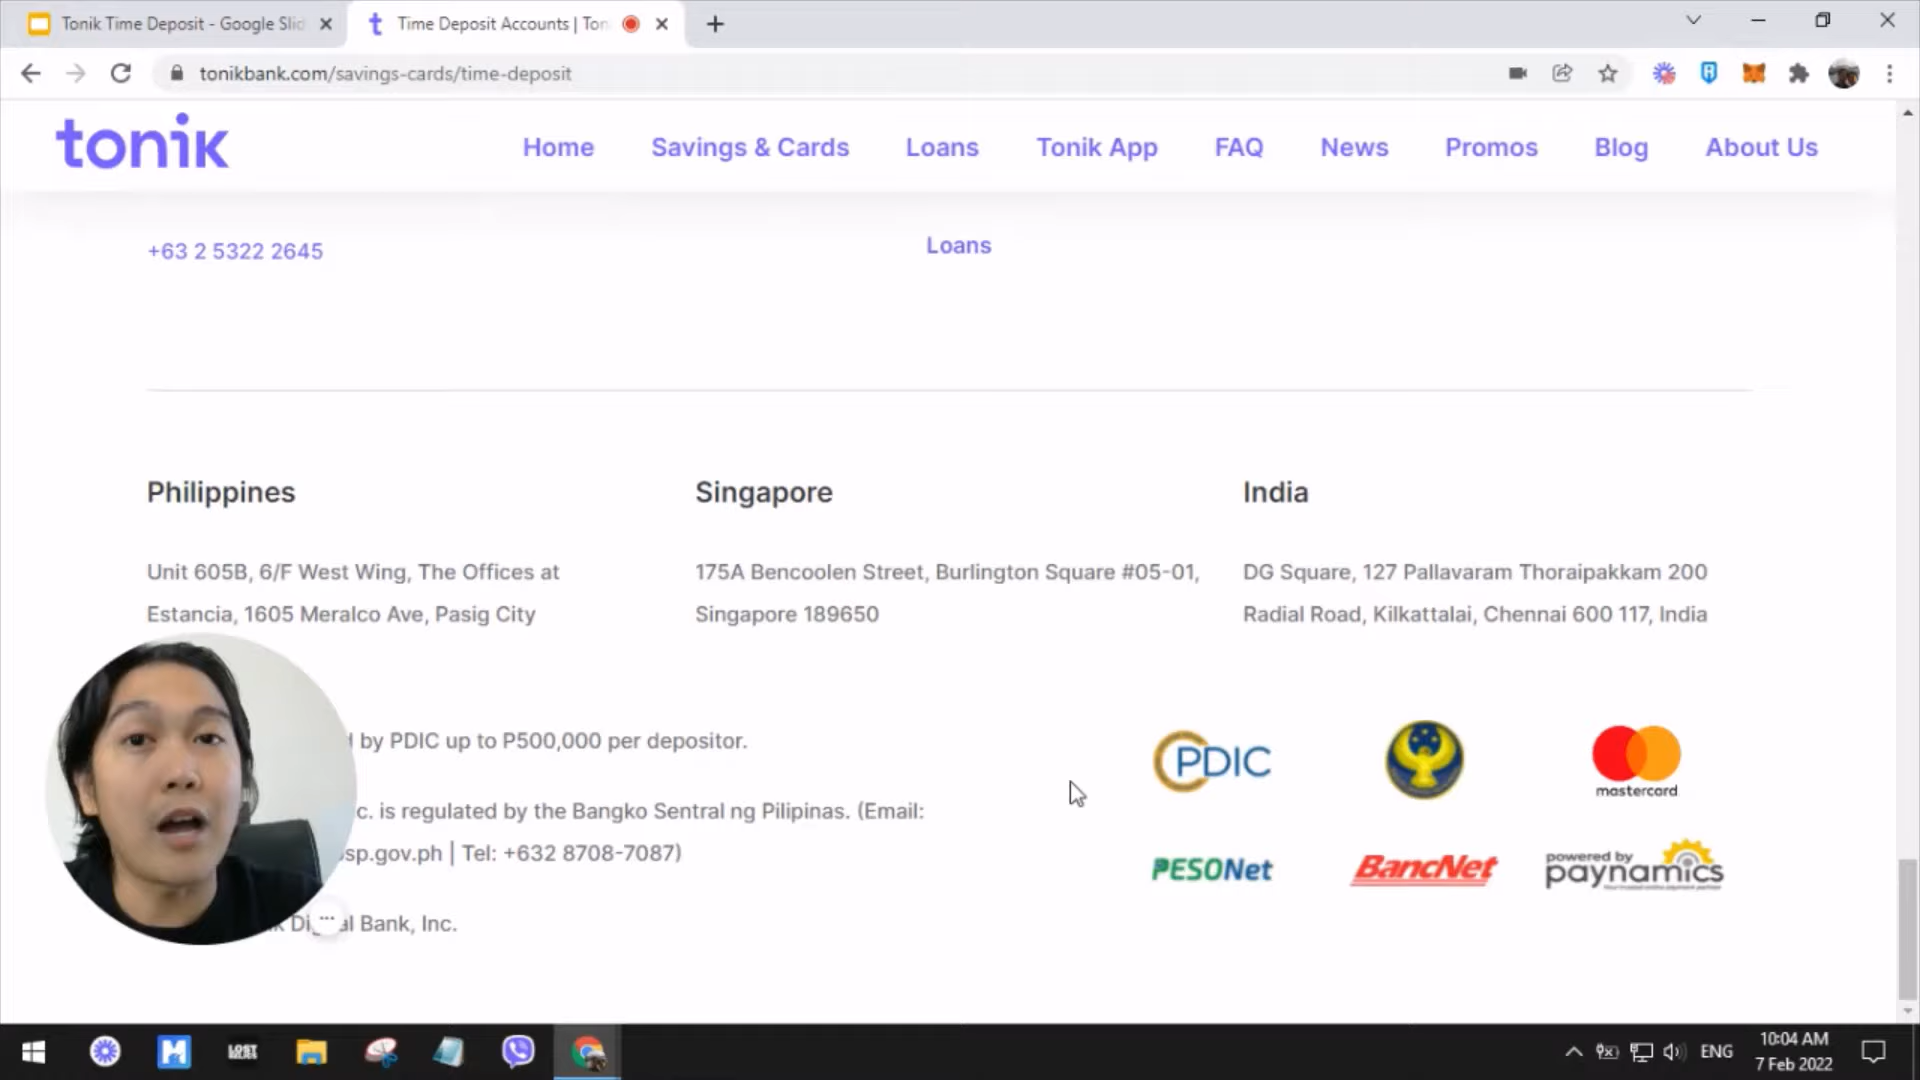 Tonik Time Deposit - Google Slid
Time Deposit Accounts | Ton
tonikbank.com/savings-cards/time-deposit
tonik
Home
Savings & Cards
Loans
Tonik App
FAQ
News
Promos
Blog
About Us
+63 2 5322 2645
Loans
Philippines
Unit 605B, 6/F West Wing, The Offices at
Estancia, 1605 Meralco Ave, Pasig City
Singapore
175A Bencoolen Street, Burlington Square #05-01,
Singapore 189650
India
DG Square, 127 Pallavaram Thoraipakkam 200
Radial Road, Kilkattalai, Chennai 600 117, India
by PDIC up to P500,000 per depositor.
c. is regulated by the Bangko Sentral ng Pilipinas. (Email:
sp.gov.ph | Tel: +632 8708-7087)
Bank, Inc.
PDIC
mastercard
PESONet
BancNet
powered by
paynamics
LOST
ENG
10:04 AM
7 Feb 2022